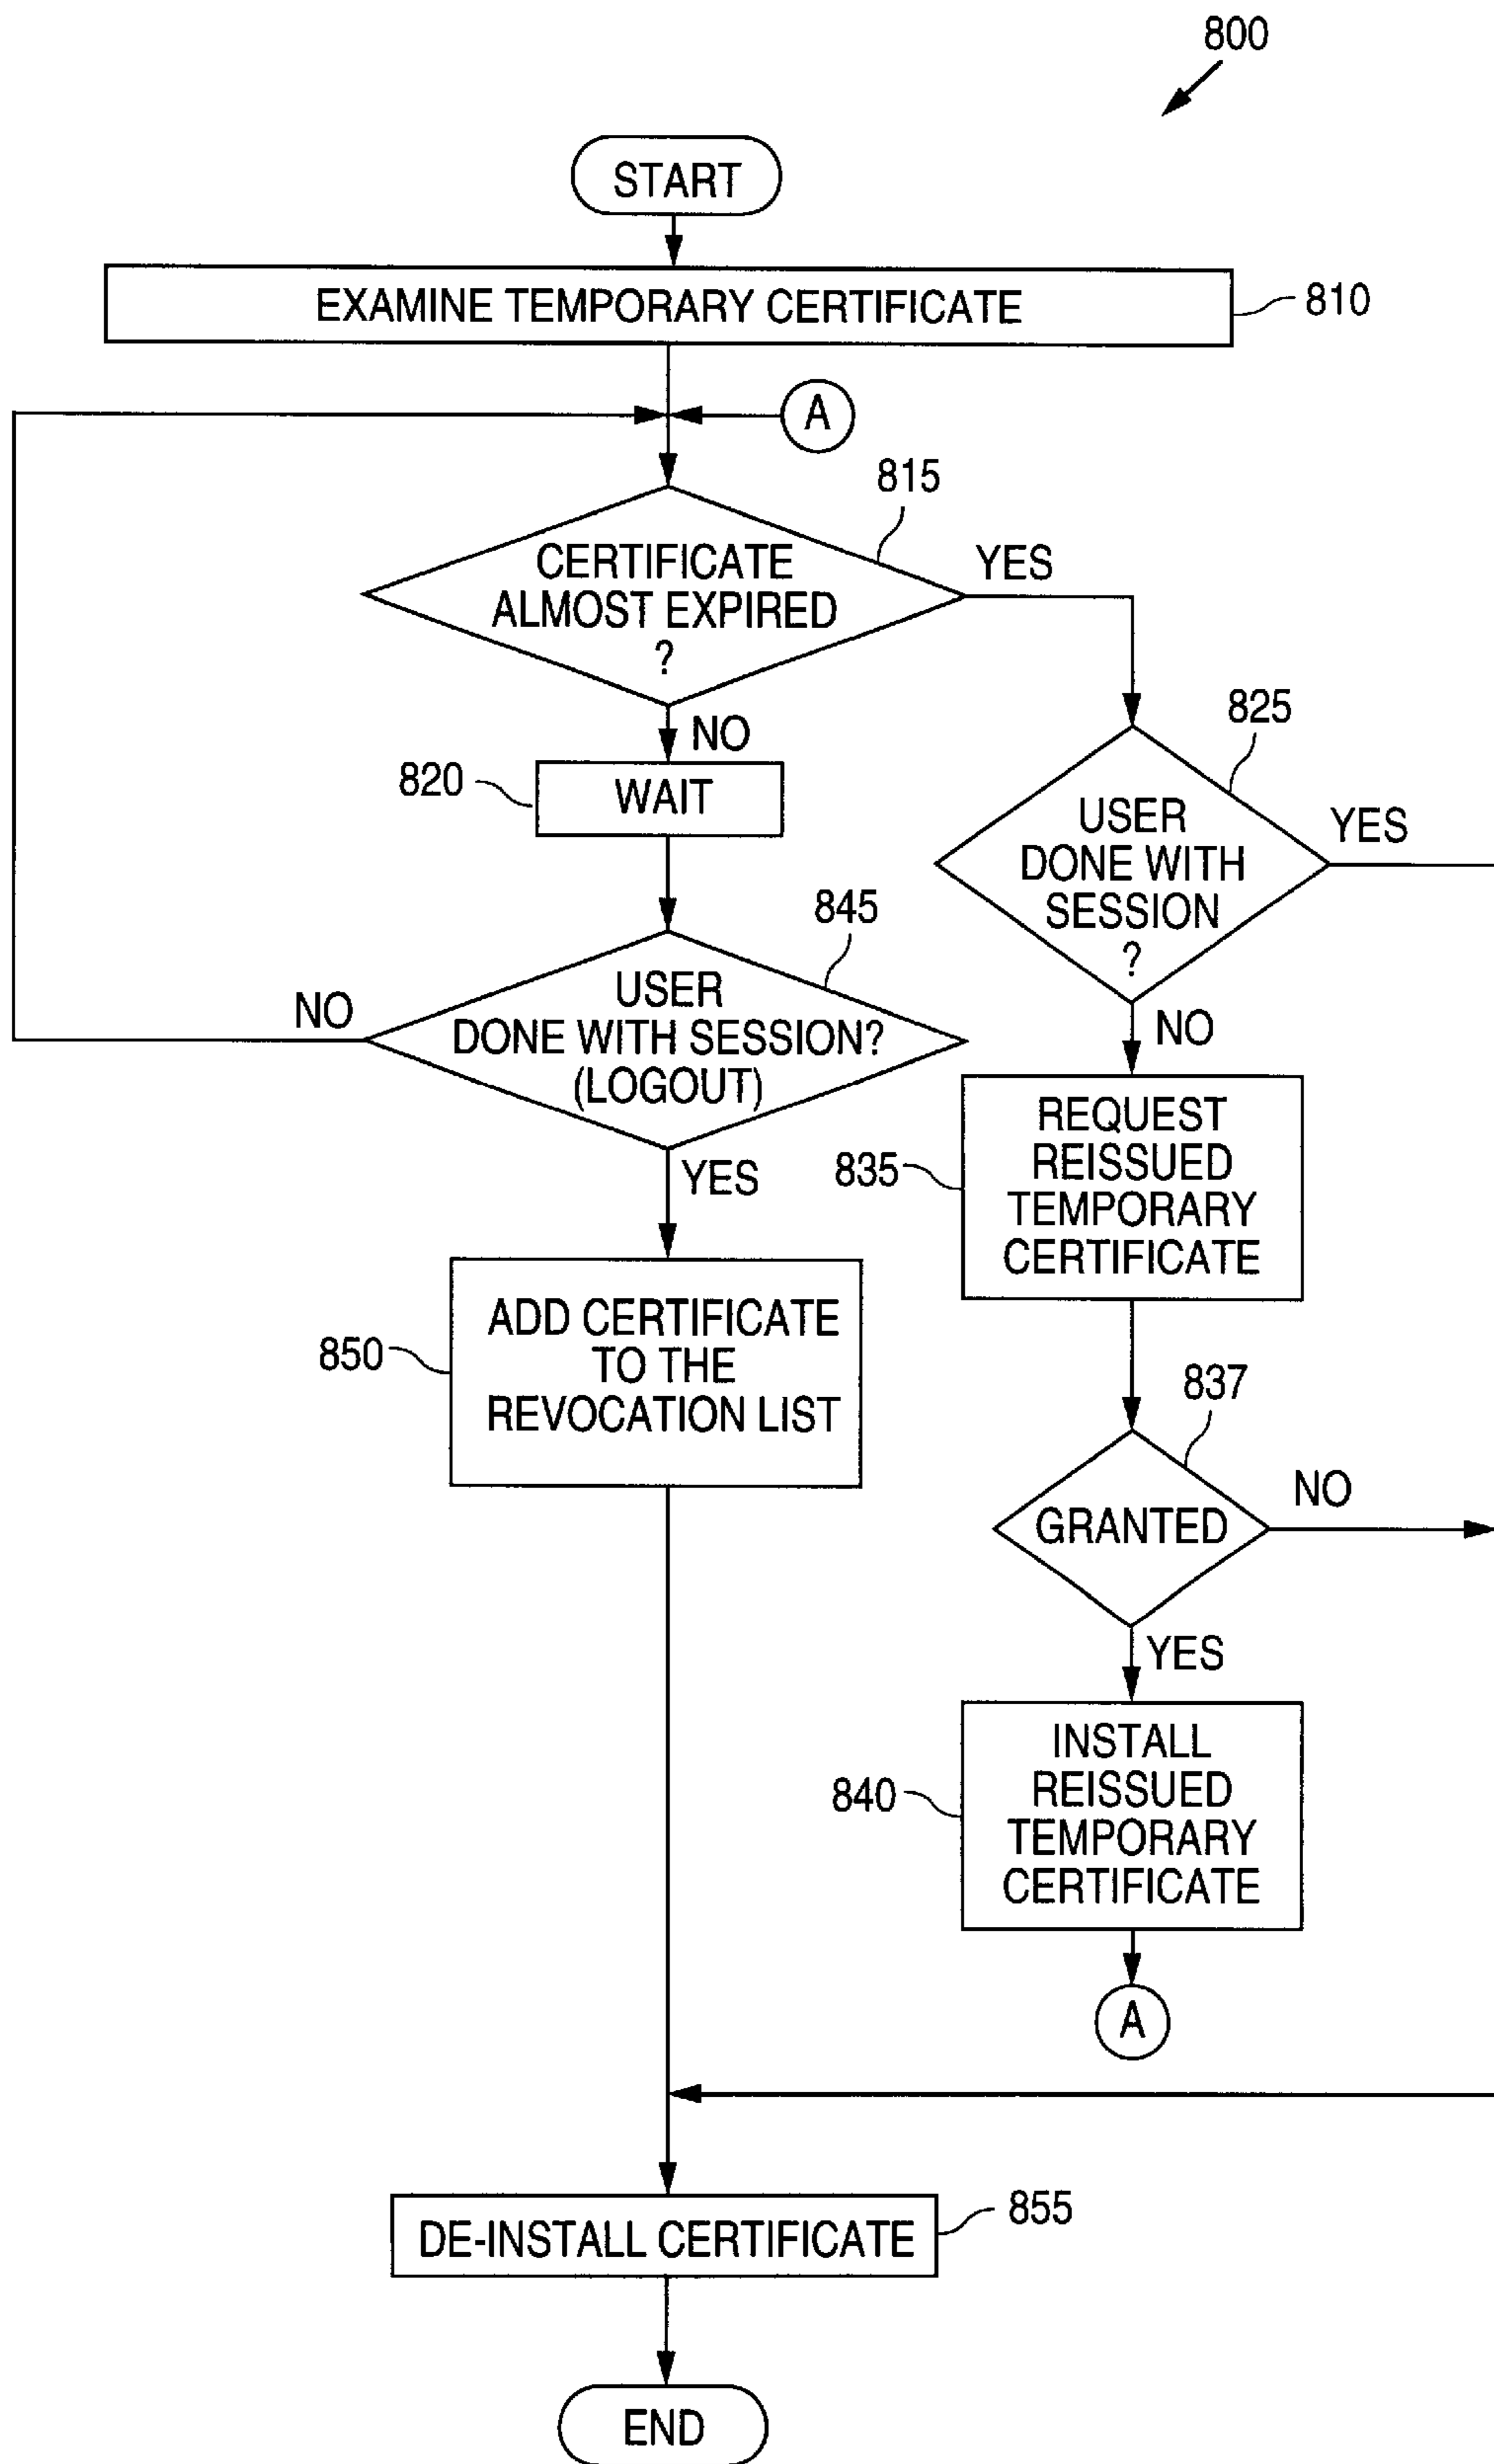 800
START
EXAMINE TEMPORARY CERTIFICATE
810
A
815
CERTIFICATE
ALMOST EXPIRED
?
YES
NO
820
WAIT
825
USER
DONE WITH
SESSION
?
YES
NO
845
USER
DONE WITH SESSION?
(LOGOUT)
NO
YES
835
REQUEST
REISSUED
TEMPORARY
CERTIFICATE
850
ADD CERTIFICATE
TO THE
REVOCATION LIST
837
GRANTED
NO
YES
840
INSTALL
REISSUED
TEMPORARY
CERTIFICATE
A
DE-INSTALL CERTIFICATE
855
END